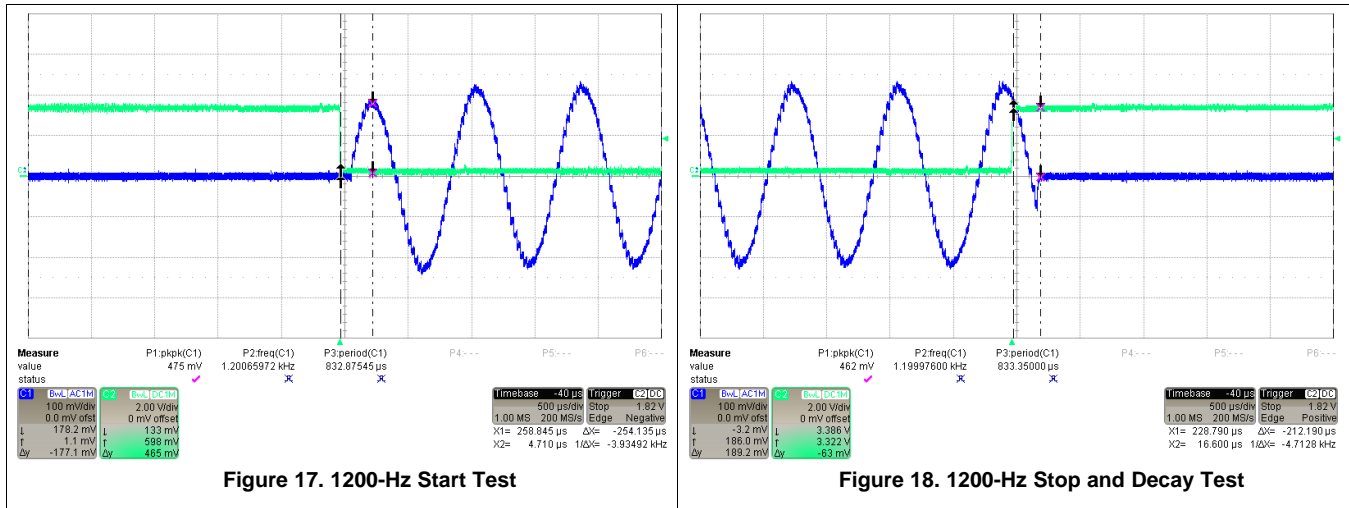 C2
Measure P1:pkpk(C1) P2:freq(C1) P3:period(C1) P4:--- P5:--- P6:---
value 475 mV 1.20065972 kHz 832.87545 µs
status
C1 BwL AC1M
100 mV/div
0.0 mV ofst
↓ 178.2 mV
↑ 1.1 mV
Δy -177.1 mV
C2 BwL DC1M
2.00 V/div
0 mV offset
↓ 133 mV
↑ 598 mV
Δy 465 mV
Timebase -40 µs
500 µs/div
1.00 MS 200 MS/s
Trigger C2 DC
Stop 1.82 V
Edge Negative
X1= 258.845 µs ΔX= -254.135 µs
X2= 4.710 µs 1/ΔX= -3.93492 kHz
Figure 17. 1200-Hz Start Test
C2
Measure P1:pkpk(C1) P2:freq(C1) P3:period(C1) P4:--- P5:--- P6:---
value 462 mV 1.19997600 kHz 833.35000 µs
status
C1 BwL AC1M
100 mV/div
0.0 mV ofst
↓ -3.2 mV
↑ 186.0 mV
Δy 189.2 mV
C2 BwL DC1M
2.00 V/div
0 mV offset
↓ 3.386 V
↑ 3.322 V
Δy -63 mV
Timebase -40 µs
500 µs/div
1.00 MS 200 MS/s
Trigger C2 DC
Stop 1.82 V
Edge Positive
X1= 228.790 µs ΔX= -212.190 µs
X2= 16.600 µs 1/ΔX= -4.7128 kHz
Figure 18. 1200-Hz Stop and Decay Test